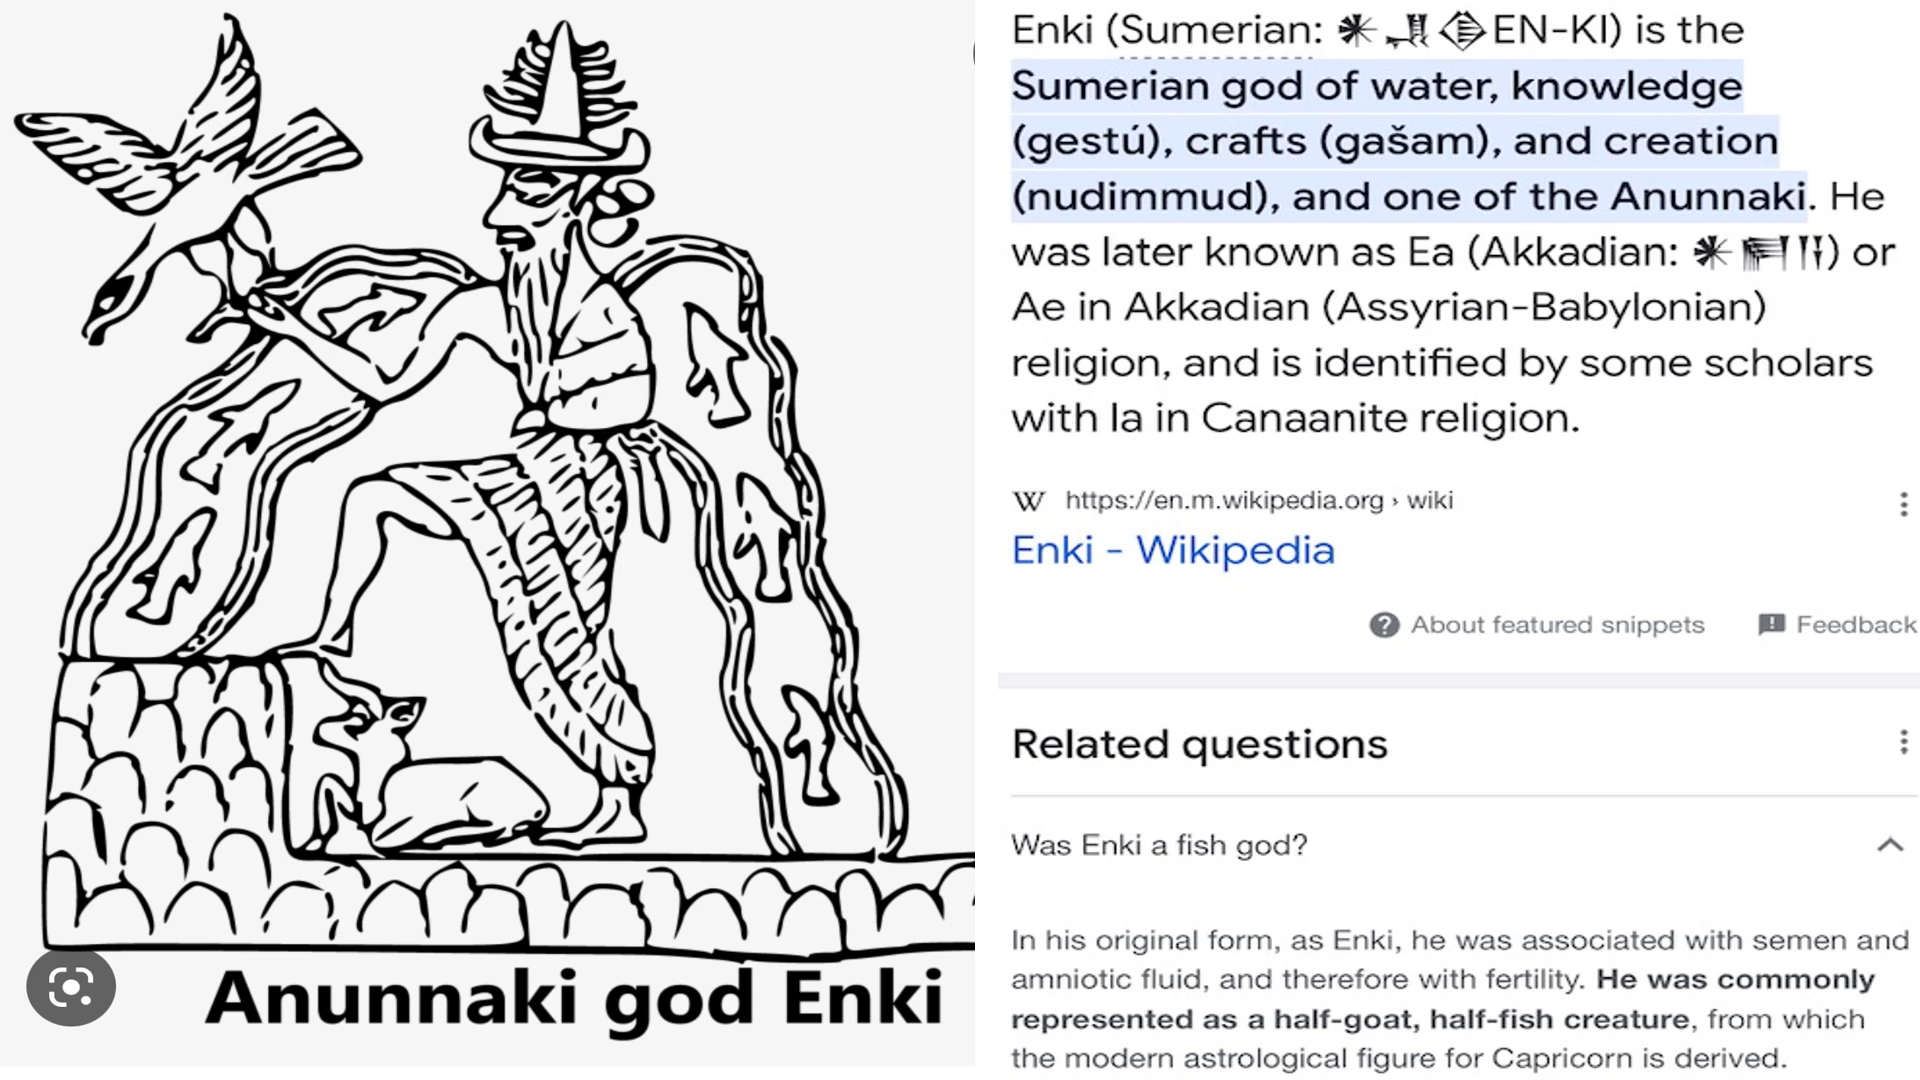 Anunnaki god Enki
Enki (Sumerian: 𒀭𒂗𒆠EN-KI) is the
Sumerian god of water, knowledge
(gestú), crafts (gašam), and creation
(nudimmud), and one of the Anunnaki. He
was later known as Ea (Akkadian: 𒀭𒂍𒀀) or
Ae in Akkadian (Assyrian-Babylonian)
religion, and is identified by some scholars
with Ia in Canaanite religion.
W https://en.m.wikipedia.org › wiki
Enki - Wikipedia
About featured snippets Feedback
Related questions
Was Enki a fish god?
In his original form, as Enki, he was associated with semen and
amniotic fluid, and therefore with fertility. He was commonly
represented as a half-goat, half-fish creature, from which
the modern astrological figure for Capricorn is derived.